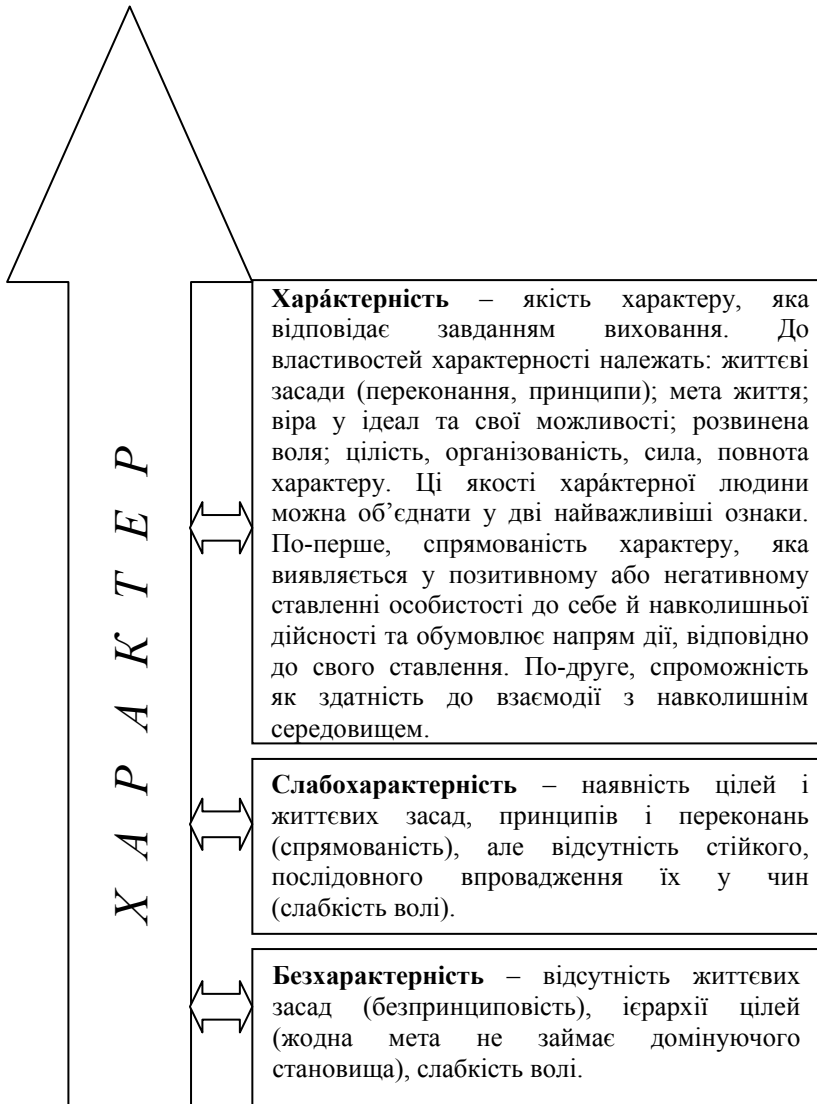 ХАРАКТЕР
Хара́ктерність – якість характеру, яка
відповідає завданням виховання. До
властивостей характерності належать: життєві
засади (переконання, принципи); мета життя;
віра у ідеал та свої можливості; розвинена
воля; цілість, організованість, сила, повнота
характеру. Ці якості хара́ктерної людини
можна об’єднати у дві найважливіші ознаки.
По-перше, спрямованість характеру, яка
виявляється у позитивному або негативному
ставленні особистості до себе й навколишньої
дійсності та обумовлює напрям дії, відповідно
до свого ставлення. По-друге, спроможність
як здатність до взаємодії з навколишнім
середовищем.
Слабохарактерність – наявність цілей і
життєвих засад, принципів і переконань
(спрямованість), але відсутність стійкого,
послідовного впровадження їх у чин
(слабкість волі).
Безхарактерність – відсутність життєвих
засад (безпринциповість), ієрархії цілей
(жодна мета не займає домінуючого
становища), слабкість волі.